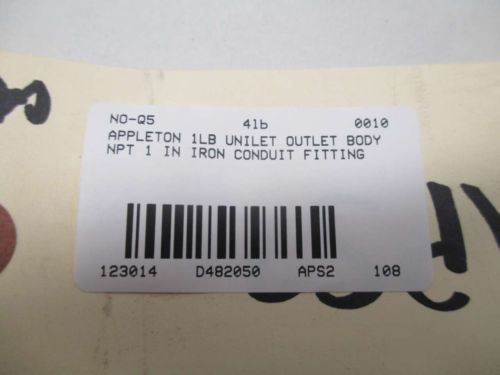 NO-Q5 41b 0010
APPLETON 1LB UNILET OUTLET BODY
NPT 1 IN IRON CONDUIT FITTING
123014 D482050 APS2 108